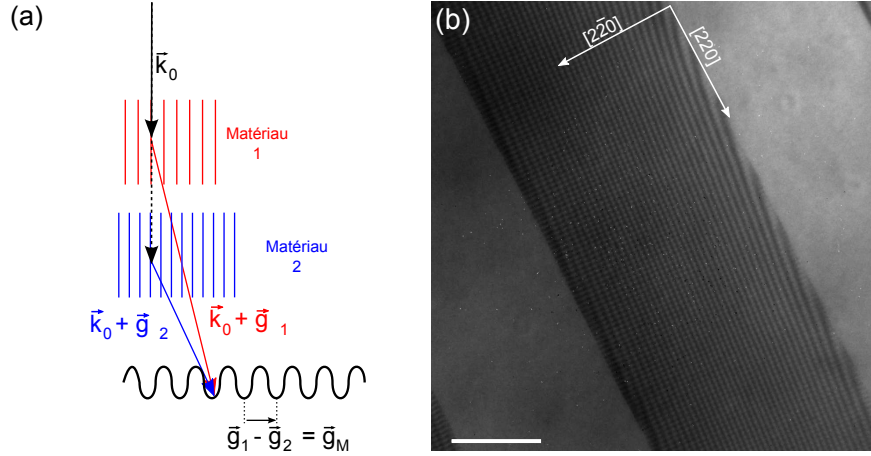 (a)
k⃗₀
Matériau
1
Matériau
2
k⃗₀ + g⃗ ₂
k⃗₀ + g⃗ ₁
g⃗₁ - g⃗₂ = g⃗M
(b)
[22̅0]
[220]